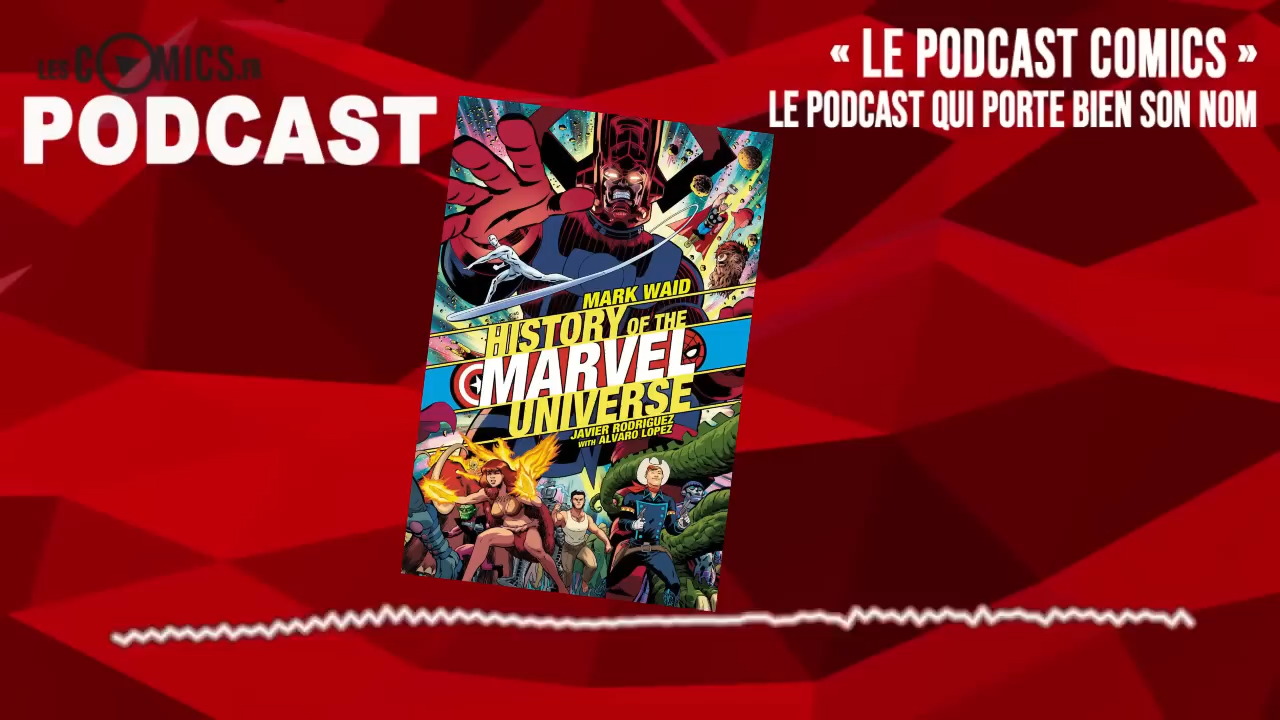 LES COMICS.FR
PODCAST
« LE PODCAST COMICS »
LE PODCAST QUI PORTE BIEN SON NOM
MARK WAID
HISTORY OF THE
MARVEL
UNIVERSE
JAVIER RODRIGUEZ
WITH ALVARO LOPEZ